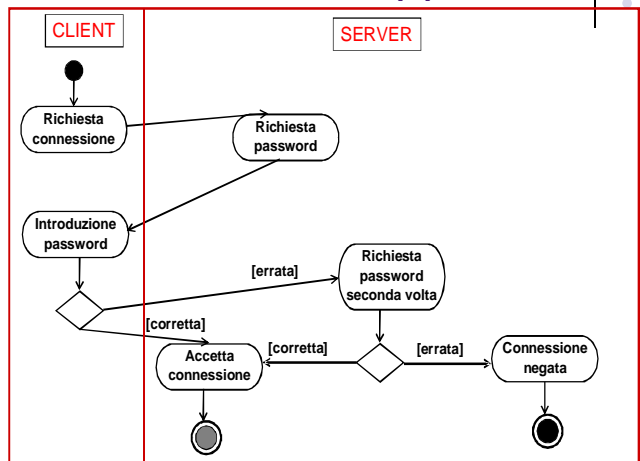 CLIENT
SERVER
Richiesta
connessione
Richiesta
password
Introduzione
password
[errata]
Richiesta
password
seconda volta
[corretta]
Accetta
connessione
[corretta]
[errata]
Connessione
negata